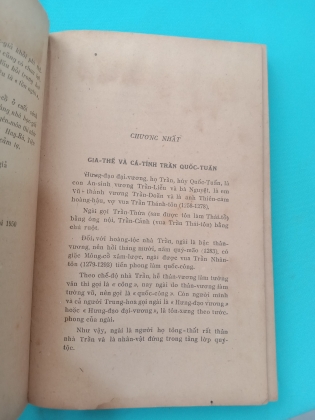 CHƯƠNG NHẤT
GIA-THẾ VÀ CÁ-TÍNH TRẦN QUỐC-TUẤN
Hưng-đạo đại-vương, họ Trần, húy Quốc-Tuấn, là
con An-sinh vương Trần-Liễu và bà Nguyệt, là em
Vũ-thành vương Trần-Doãn và là anh Thiên-cảm
hoàng-hậu, vợ vua Trần Thánh-tôn (1258-1278).
Ngài gọi Trần-Thừa (sau được tôn làm Thái-tổ)
bằng ông nội, Trần-Cảnh (vua Trần Thái-tôn) bằng
chú ruột.
Đối với hoàng-tộc nhà Trần, ngài là bậc thân-
vương, nên hồi tháng mười, năm quý-mão (1283), có
giặc Mông-cổ xâm-lược, ngài được vua Trần Nhân-
tôn (1279-1293) tiến phong làm quốc-công.
Theo chế-độ nhà Trần, hễ thân-vương làm tướng
văn thì gọi là « công », nay ngài do thân-vương làm
tướng võ, nên gọi là « quốc-công ». Còn người mình
và cả người Trung-hoa gọi ngài là « Hưng-đạo vương »
hoặc « Hưng-đạo đại-vương », là tôn-xưng theo tước-
phong của ngài.
Như vậy, ngài là người họ tông-thất rất thân
nhà Trần và là nhân-vật đứng trong tầng lớp quý-
tộc.